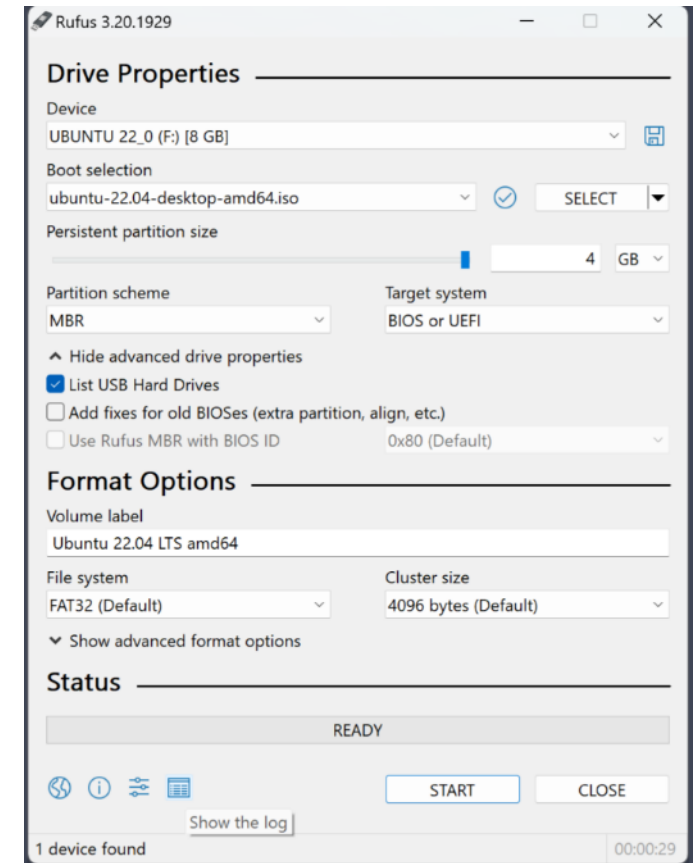 Rufus 3.20.1929
Drive Properties
Device
UBUNTU 22_0 (F:) [8 GB]
Boot selection
ubuntu-22.04-desktop-amd64.iso SELECT
Persistent partition size
4 GB
Partition scheme Target system
MBR BIOS or UEFI
Hide advanced drive properties
List USB Hard Drives
Add fixes for old BIOSes (extra partition, align, etc.)
Use Rufus MBR with BIOS ID 0x80 (Default)
Format Options
Volume label
Ubuntu 22.04 LTS amd64
File system Cluster size
FAT32 (Default) 4096 bytes (Default)
Show advanced format options
Status
READY
START CLOSE
Show the log
1 device found 00:00:29